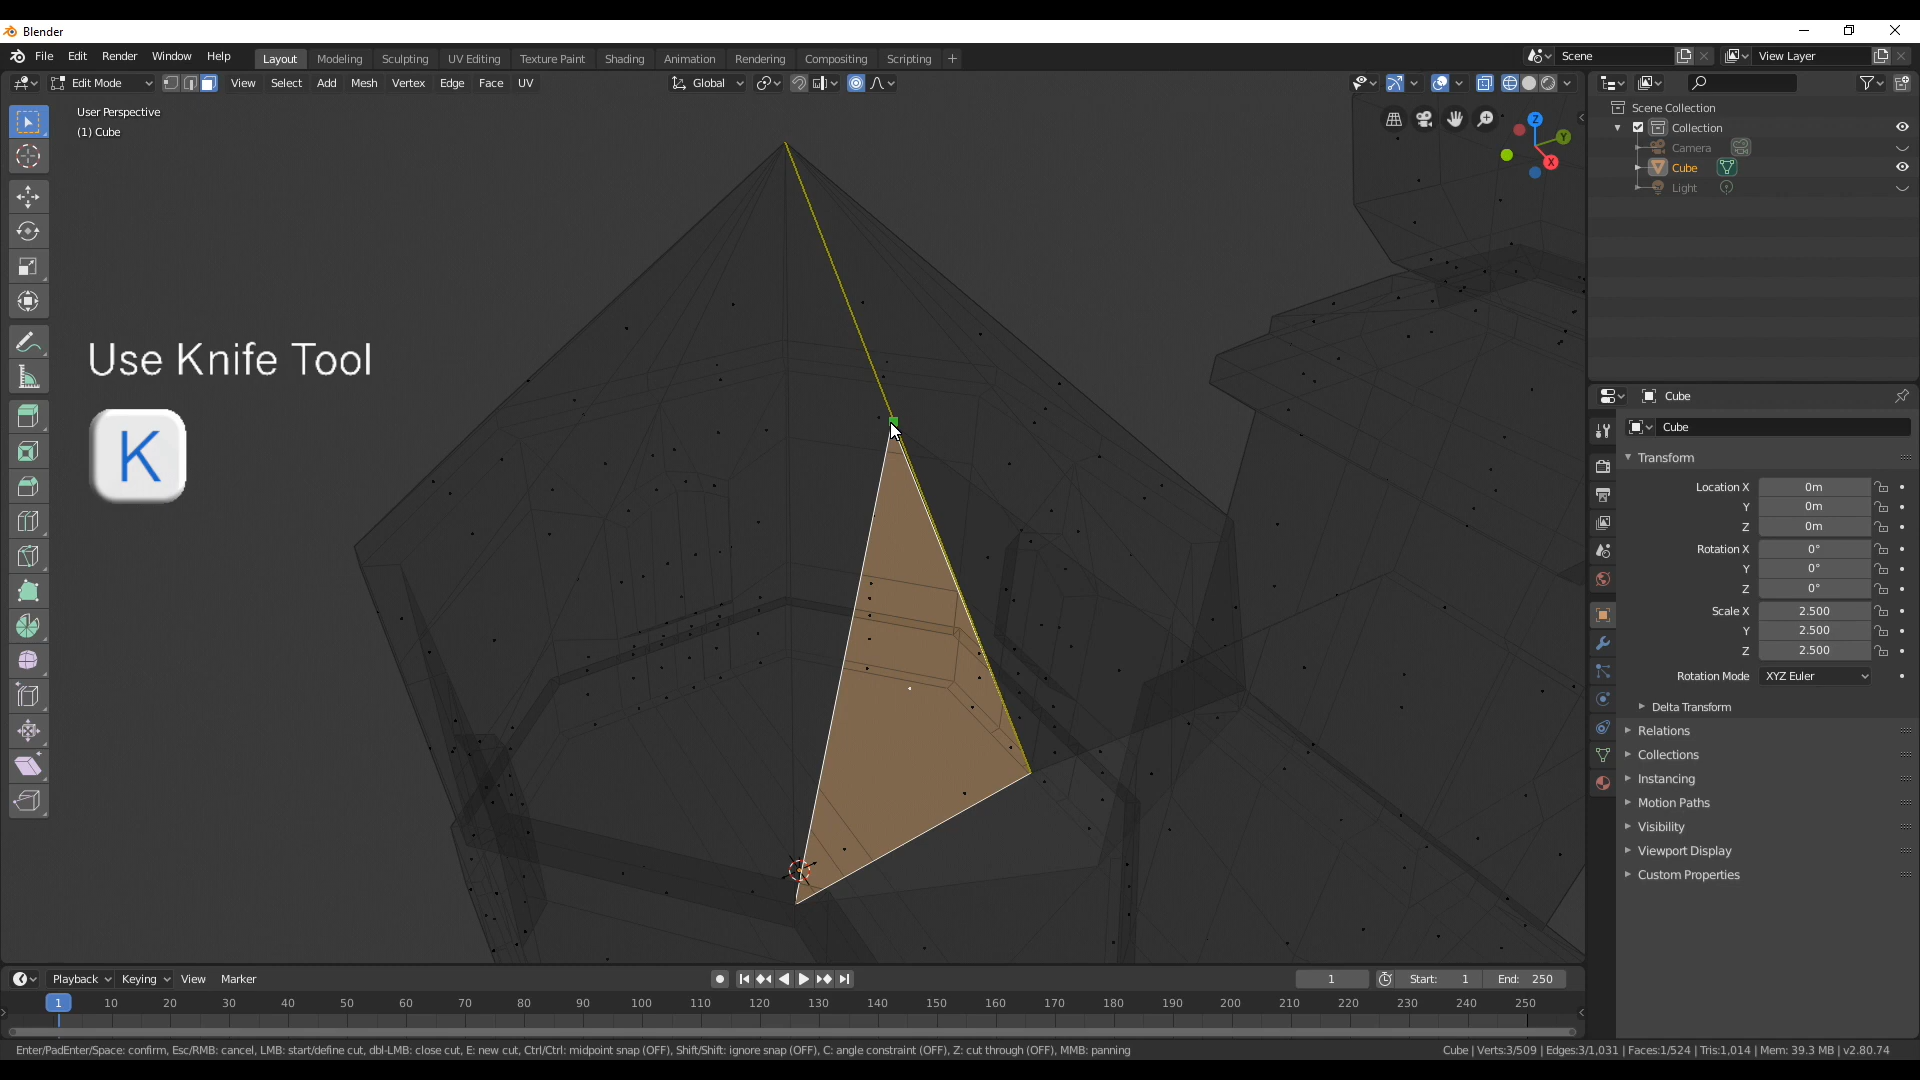 Blender
File Edit Render Window Help Layout Modeling Sculpting UV Editing Texture Paint Shading Animation Rendering Compositing Scripting + Scene View Layer
Edit Mode View Select Add Mesh Vertex Edge Face UV Global
User Perspective
(1) Cube
Z
Y
X
Scene Collection
Collection
Camera
Cube
Light
Use Knife Tool
K
Cube
Cube
Transform
Location X 0m
Y 0m
Z 0m
Rotation X 0°
Y 0°
Z 0°
Scale X 2.500
Y 2.500
Z 2.500
Rotation Mode XYZ Euler
Delta Transform
Relations
Collections
Instancing
Motion Paths
Visibility
Viewport Display
Custom Properties
Playback Keying View Marker 1 Start: 1 End: 250
1 10 20 30 40 50 60 70 80 90 100 110 120 130 140 150 160 170 180 190 200 210 220 230 240 250
Enter/PadEnter/Space: confirm, Esc/RMB: cancel, LMB: start/define cut, dbl-LMB: close cut, E: new cut, Ctrl/Ctrl: midpoint snap (OFF), Shift/Shift: ignore snap (OFF), C: angle constraint (OFF), Z: cut through (OFF), MMB: panning
Cube | Verts:3/509 | Edges:3/1,031 | Faces:1/524 | Tris:1,014 | Mem: 39.3 MB | v2.80.74